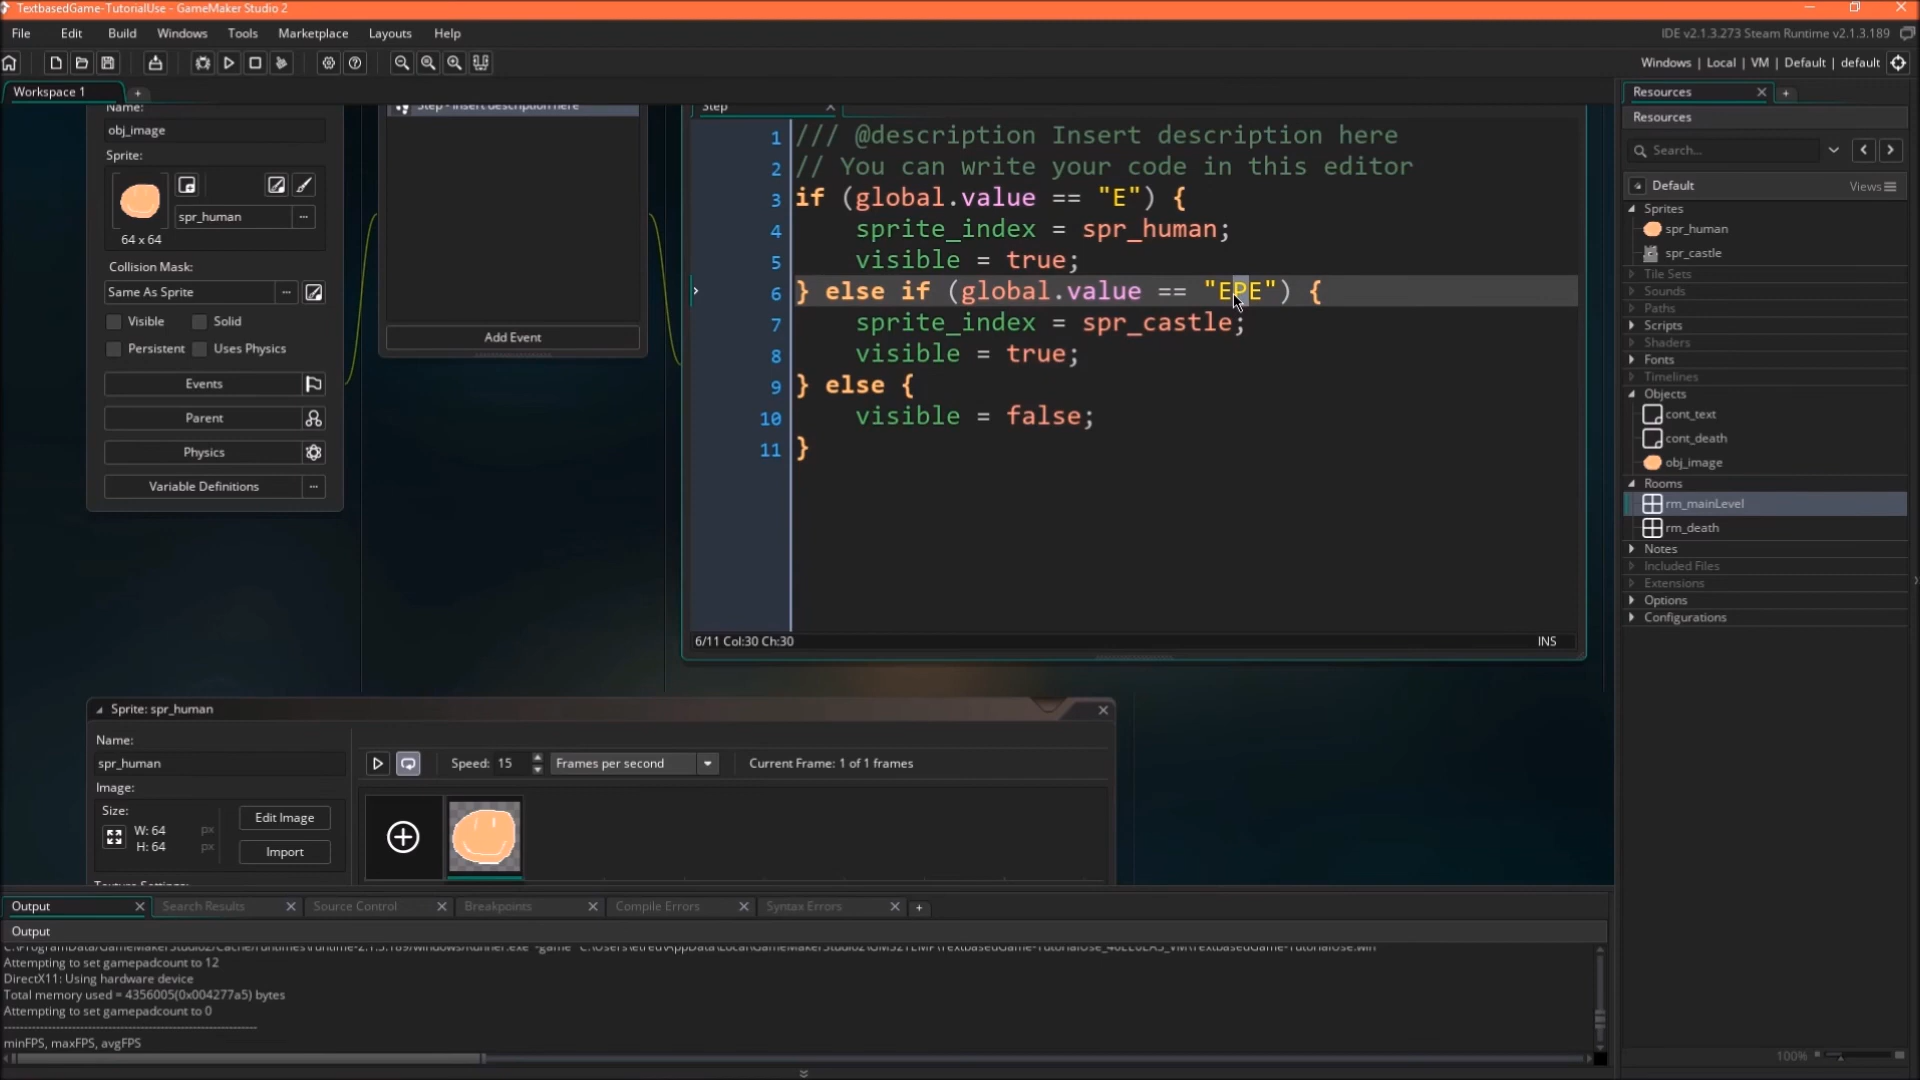 TextbasedGame-TutorialUse - GameMaker Studio 2
File Edit Build Windows Tools Marketplace Layouts Help
IDE v2.1.3.273 Steam Runtime v2.1.3.189
Windows | Local | VM | Default | default
Workspace 1
Name:
obj_image
Sprite:
spr_human
64 x 64
Collision Mask:
Same As Sprite
Visible Solid
Persistent Uses Physics
Events
Parent
Physics
Variable Definitions
Step - Insert description here
Add Event
Step
1 /// @description Insert description here
2 // You can write your code in this editor
3 if (global.value == "E") {
4 sprite_index = spr_human;
5 visible = true;
6 } else if (global.value == "EPE") {
7 sprite_index = spr_castle;
8 visible = true;
9 } else {
10 visible = false;
11 }
6/11 Col:30 Ch:30
INS
Sprite: spr_human
Name:
spr_human
Image:
Size:
W: 64 px
H: 64 px
Edit Image
Import
Texture Settings:
Speed: 15 Frames per second Current Frame: 1 of 1 frames
Resources
Resources
Search...
Default
Views
Sprites
spr_human
spr_castle
Tile Sets
Sounds
Paths
Scripts
Shaders
Fonts
Timelines
Objects
cont_text
cont_death
obj_image
Rooms
rm_mainLevel
rm_death
Notes
Included Files
Extensions
Options
Configurations
100%
Output Search Results Source Control Breakpoints Compile Errors Syntax Errors
Output
Attempting to set gamepadcount to 12
DirectX11: Using hardware device
Total memory used = 4356005(0x004277a5) bytes
Attempting to set gamepadcount to 0
minFPS, maxFPS, avgFPS